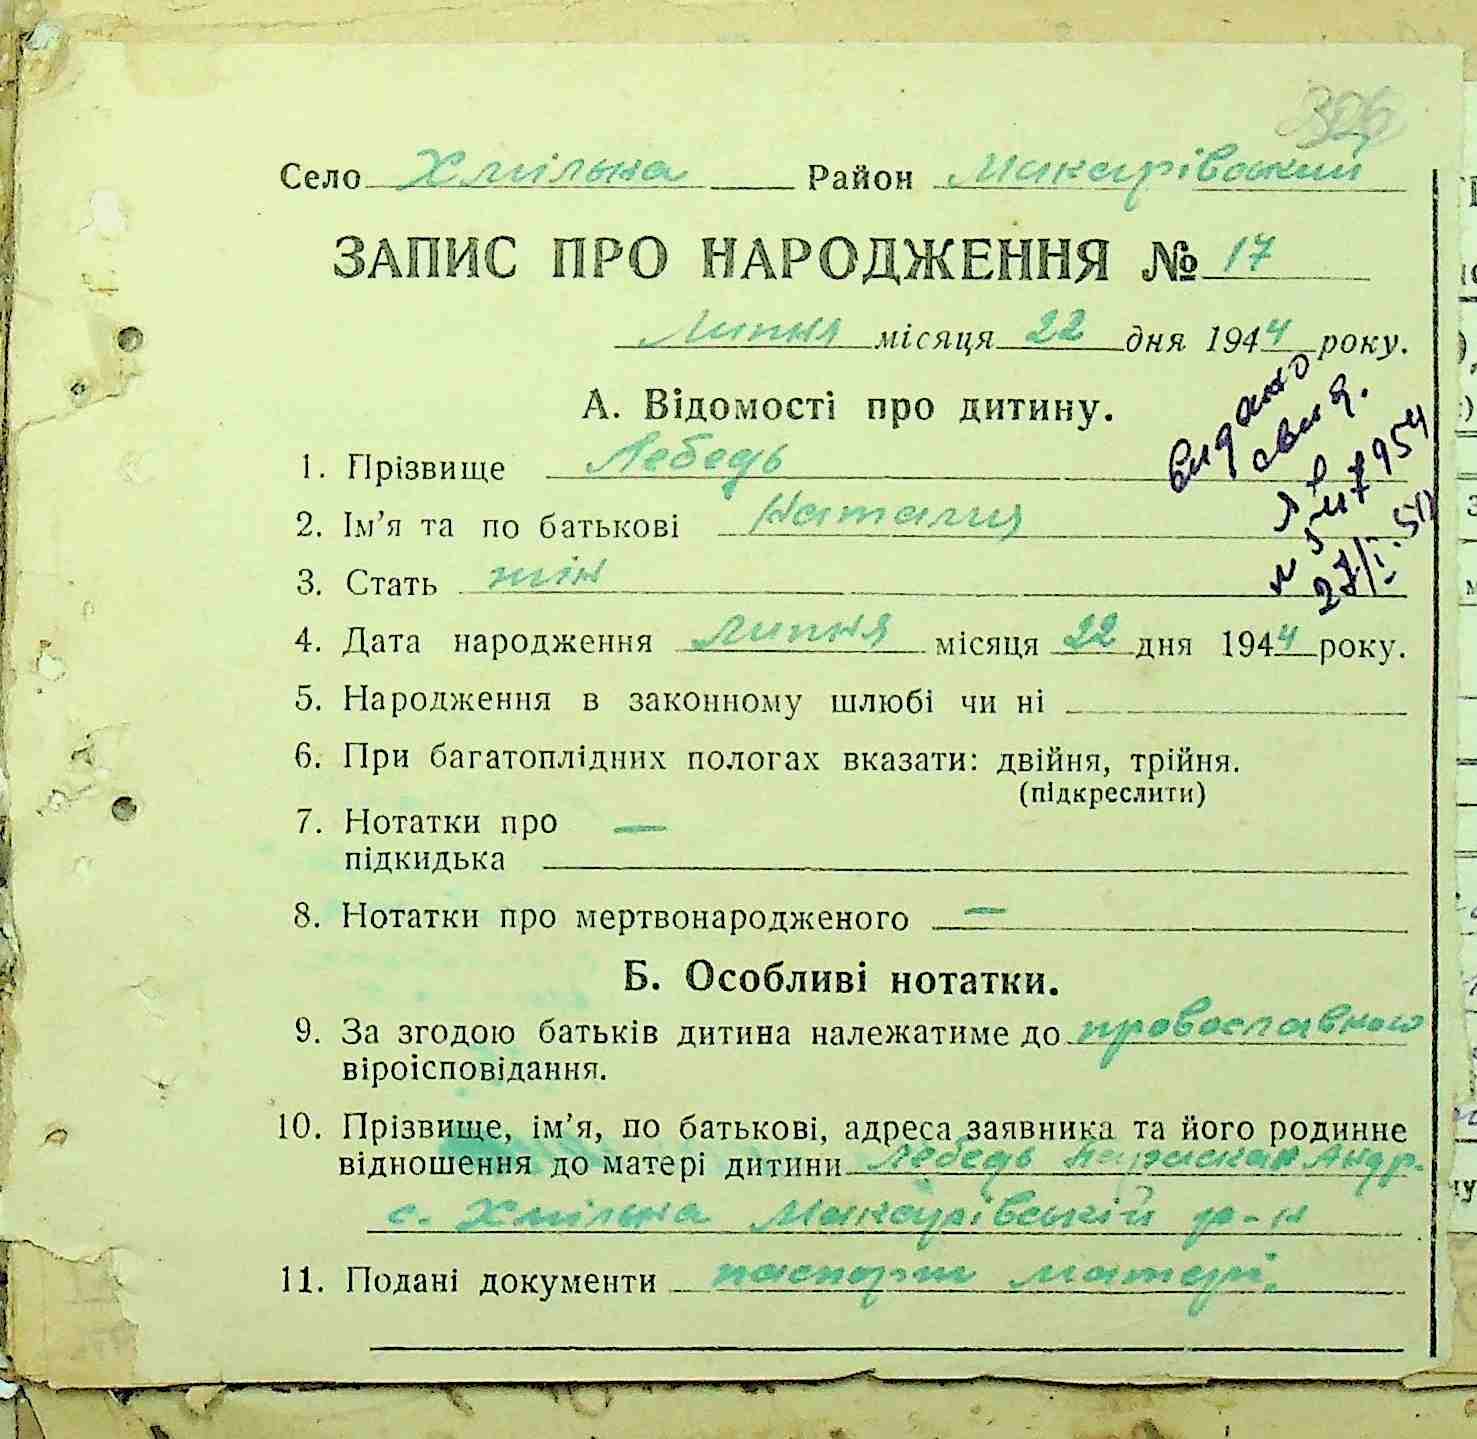 306
Село Хмільна Район Макарівський
ЗАПИС ПРО НАРОДЖЕННЯ № 17
Липня місяця 22 дня 1944 року.
А. Відомості про дитину.
1. Прізвище Лебедь
2. Ім'я та по батькові Наталия
3. Стать жін
4. Дата народження Липня місяця 22 дня 1944 року.
5. Народження в законному шлюбі чи ні
6. При багатоплідних пологах вказати: двійня, трійня.
(підкреслити)
7. Нотатки про —
підкидька
8. Нотатки про мертвонародженого —
Б. Особливі нотатки.
9. За згодою батьків дитина належатиме до православного
віроісповідання.
10. Прізвище, ім'я, по батькові, адреса заявника та його родинне
відношення до матері дитини Лебедь Андр.
с. Хмільна Макарівській р-н
11. Подані документи паспорт матері.
видано